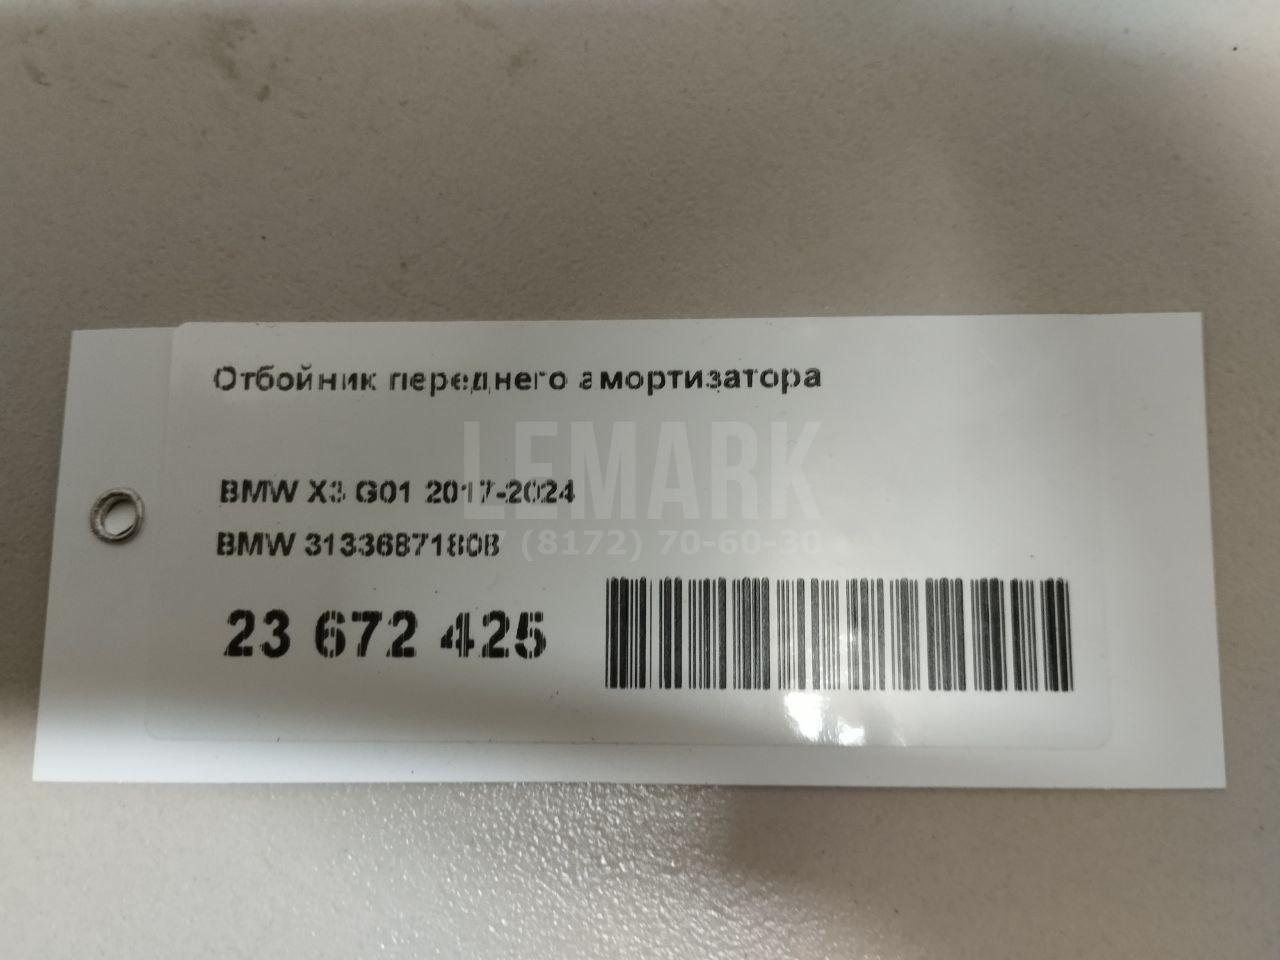 Отбойник переднего амортизатора
LEMARK
BMW X3 G01 2017-2024
BMW 31336871808
(8172) 70-60-30
23 672 425